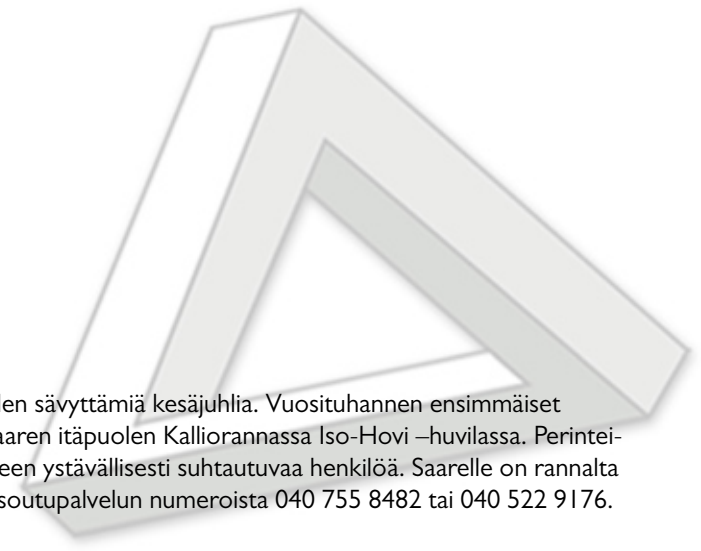 len sävyttämiä kesäjuhlia. Vuosituhannen ensimmäiset
aaren itäpuolen Kalliorannassa Iso-Hovi –huvilassa. Perintei-
een ystävällisesti suhtautuvaa henkilöä. Saarelle on rannalta
soutupalvelun numeroista 040 755 8482 tai 040 522 9176.